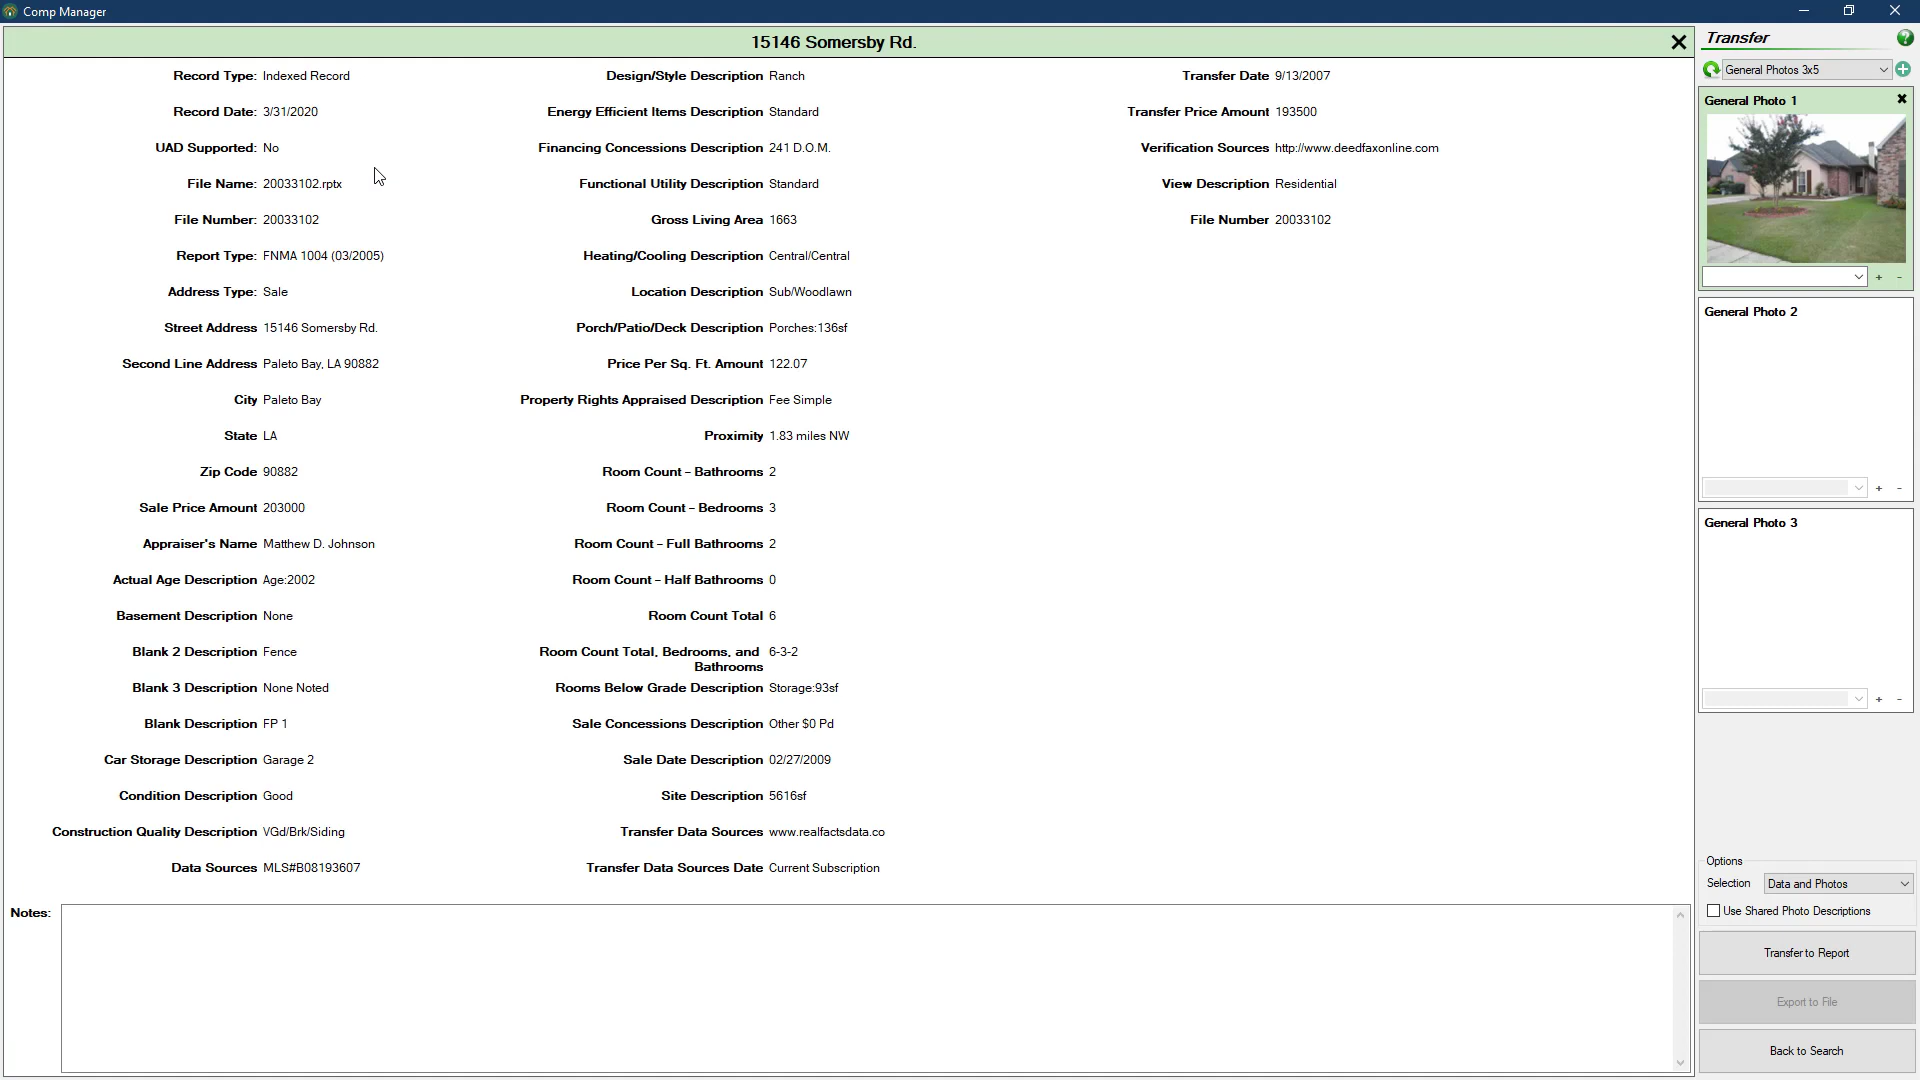 Comp Manager
15146 Somersby Rd.
Record Type: Indexed Record
Record Date: 3/31/2020
UAD Supported: No
File Name: 20033102.rptx
File Number: 20033102
Report Type: FNMA 1004 (03/2005)
Address Type: Sale
Street Address 15146 Somersby Rd.
Second Line Address Paleto Bay, LA 90882
City Paleto Bay
State LA
Zip Code 90882
Sale Price Amount 203000
Appraiser's Name Matthew D. Johnson
Actual Age Description Age:2002
Basement Description None
Blank 2 Description Fence
Blank 3 Description None Noted
Blank Description FP 1
Car Storage Description Garage 2
Condition Description Good
Construction Quality Description VGd/Brk/Siding
Data Sources MLS#B08193607
Design/Style Description Ranch
Energy Efficient Items Description Standard
Financing Concessions Description 241 D.O.M.
Functional Utility Description Standard
Gross Living Area 1663
Heating/Cooling Description Central/Central
Location Description Sub/Woodlawn
Porch/Patio/Deck Description Porches:136sf
Price Per Sq. Ft. Amount 122.07
Property Rights Appraised Description Fee Simple
Proximity 1.83 miles NW
Room Count - Bathrooms 2
Room Count - Bedrooms 3
Room Count - Full Bathrooms 2
Room Count - Half Bathrooms 0
Room Count Total 6
Room Count Total, Bedrooms, and 6-3-2
Bathrooms
Rooms Below Grade Description Storage:93sf
Sale Concessions Description Other $0 Pd
Sale Date Description 02/27/2009
Site Description 5616sf
Transfer Data Sources www.realfactsdata.co
Transfer Data Sources Date Current Subscription
Transfer Date 9/13/2007
Transfer Price Amount 193500
Verification Sources http://www.deedfaxonline.com
View Description Residential
File Number 20033102
Notes:
Transfer
General Photos 3x5
General Photo 1
General Photo 2
General Photo 3
Options
Selection Data and Photos
Use Shared Photo Descriptions
Transfer to Report
Export to File
Back to Search